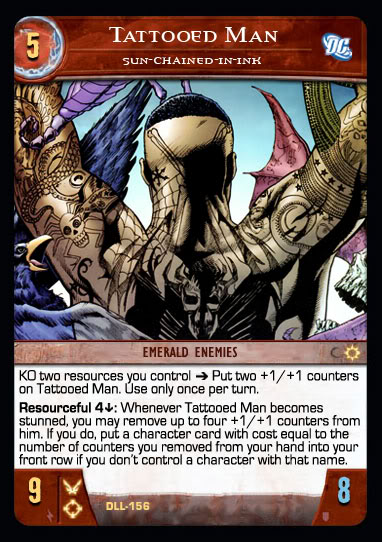 5
TATTOOED MAN
SUN-CHAINED-IN-INK
DC
EMERALD ENEMIES
KO two resources you control ➔ Put two +1/+1 counters
on Tattooed Man. Use only once per turn.
Resourceful 4↓: Whenever Tattooed Man becomes
stunned, you may remove up to four +1/+1 counters from
him. If you do, put a character card with cost equal to the
number of counters you removed from your hand into your
front row if you don't control a character with that name.
9
DLL-156
8